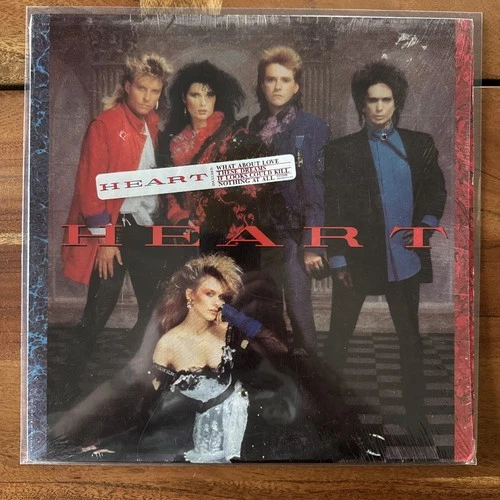 HEART
WHAT ABOUT LOVE
THESE DREAMS
IF LOOKS COULD KILL
NOTHING AT ALL
HEART